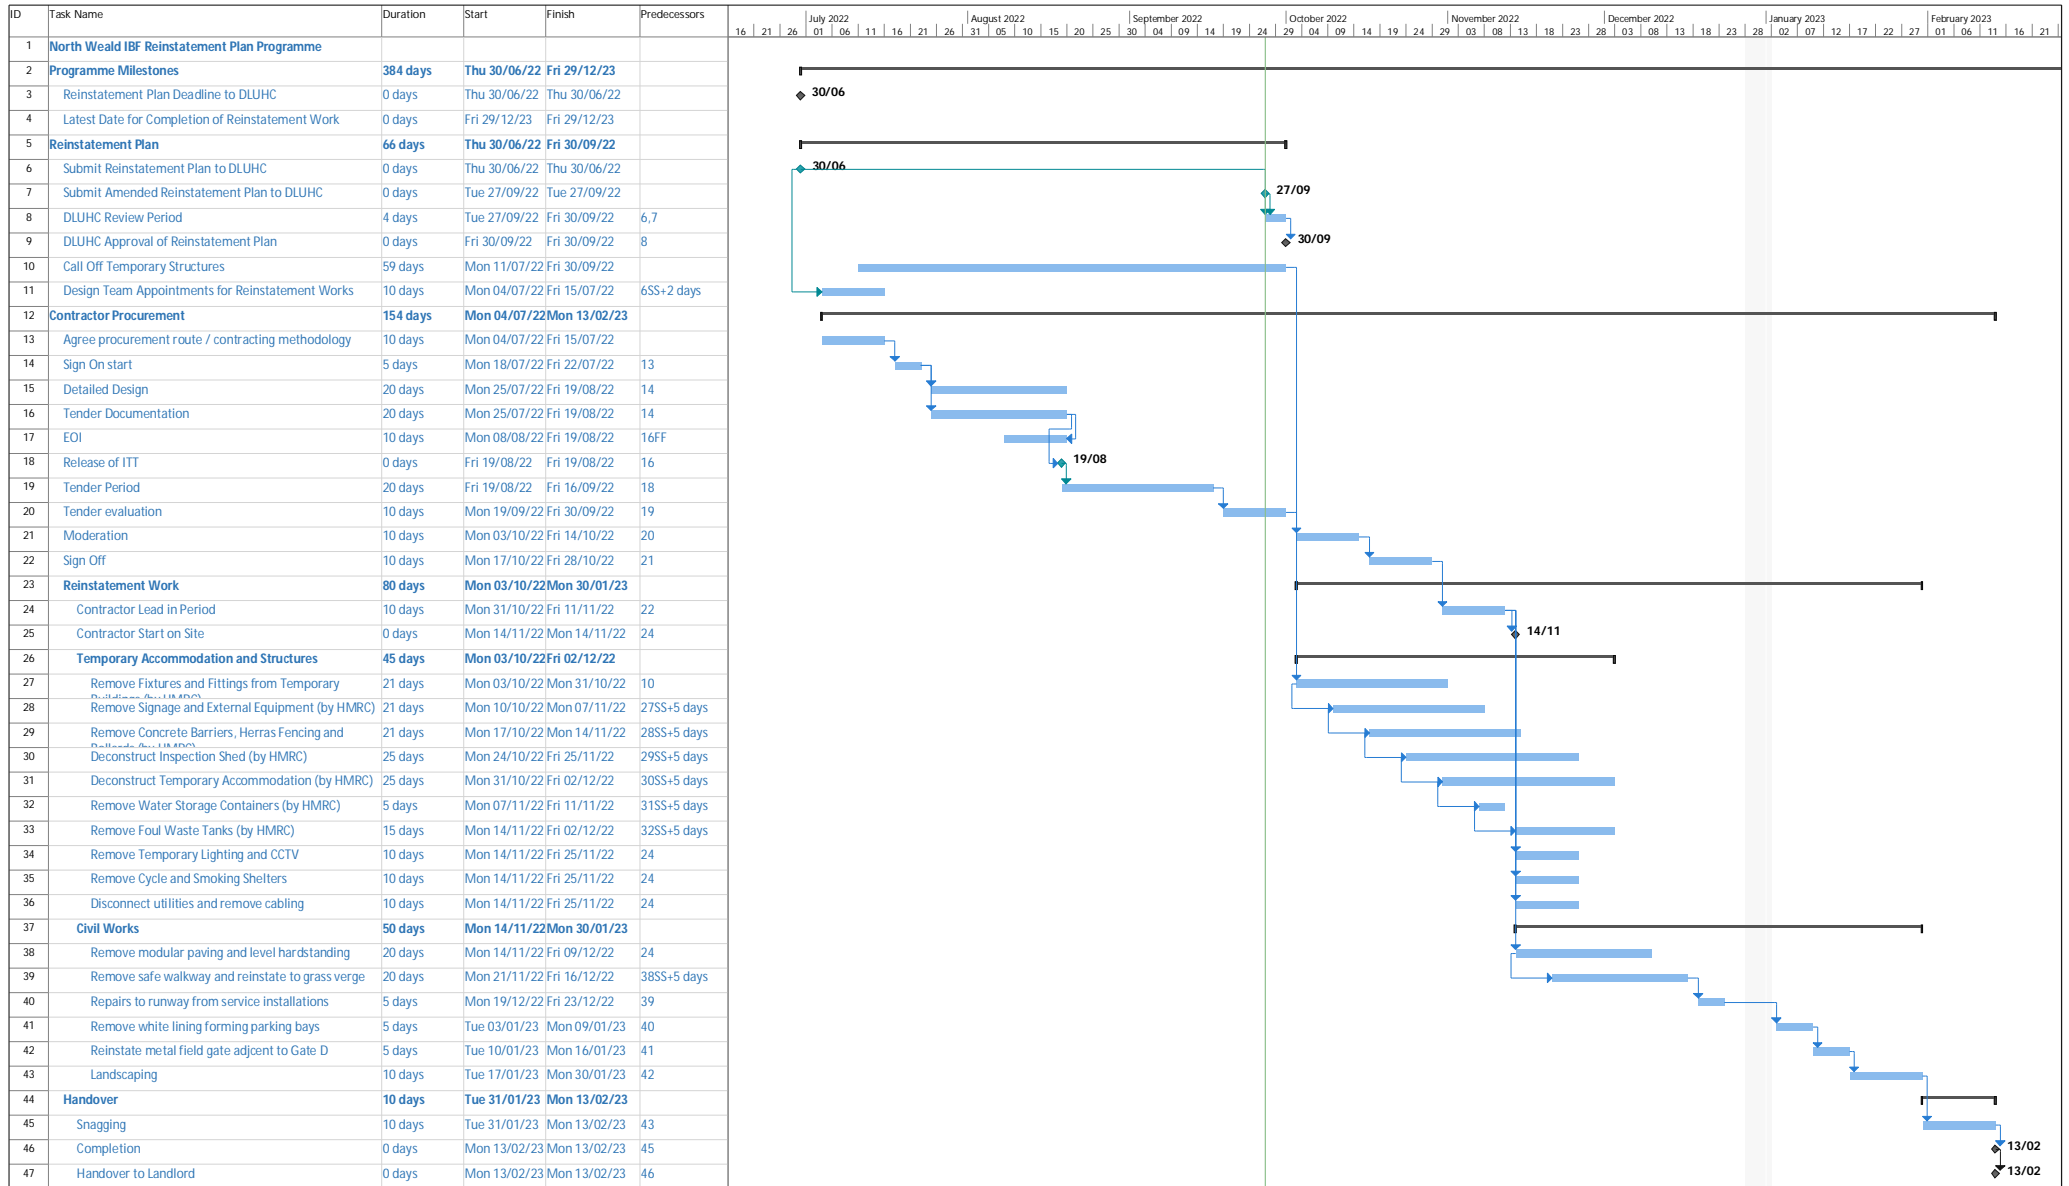 ID Task Name Duration Start Finish Predecessors
July 2022 August 2022 September 2022 October 2022 November 2022 December 2022 January 2023 February 2023
16 21 26 01 06 11 16 21 26 31 05 10 15 20 25 30 04 09 14 19 24 29 04 09 14 19 24 29 03 08 13 18 23 28 03 08 13 18 23 28 02 07 12 17 22 27 01 06 11 16 21
1 North Weald IBF Reinstatement Plan Programme
2 Programme Milestones 384 days Thu 30/06/22 Fri 29/12/23
3 Reinstatement Plan Deadline to DLUHC 0 days Thu 30/06/22 Thu 30/06/22 30/06
4 Latest Date for Completion of Reinstatement Work 0 days Fri 29/12/23 Fri 29/12/23
5 Reinstatement Plan 66 days Thu 30/06/22 Fri 30/09/22
6 Submit Reinstatement Plan to DLUHC 0 days Thu 30/06/22 Thu 30/06/22 30/06
7 Submit Amended Reinstatement Plan to DLUHC 0 days Tue 27/09/22 Tue 27/09/22 27/09
8 DLUHC Review Period 4 days Tue 27/09/22 Fri 30/09/22 6,7
9 DLUHC Approval of Reinstatement Plan 0 days Fri 30/09/22 Fri 30/09/22 8 30/09
10 Call Off Temporary Structures 59 days Mon 11/07/22 Fri 30/09/22
11 Design Team Appointments for Reinstatement Works 10 days Mon 04/07/22 Fri 15/07/22 6SS+2 days
12 Contractor Procurement 154 days Mon 04/07/22 Mon 13/02/23
13 Agree procurement route / contracting methodology 10 days Mon 04/07/22 Fri 15/07/22
14 Sign On start 5 days Mon 18/07/22 Fri 22/07/22 13
15 Detailed Design 20 days Mon 25/07/22 Fri 19/08/22 14
16 Tender Documentation 20 days Mon 25/07/22 Fri 19/08/22 14
17 EOI 10 days Mon 08/08/22 Fri 19/08/22 16FF
18 Release of ITT 0 days Fri 19/08/22 Fri 19/08/22 16 19/08
19 Tender Period 20 days Fri 19/08/22 Fri 16/09/22 18
20 Tender evaluation 10 days Mon 19/09/22 Fri 30/09/22 19
21 Moderation 10 days Mon 03/10/22 Fri 14/10/22 20
22 Sign Off 10 days Mon 17/10/22 Fri 28/10/22 21
23 Reinstatement Work 80 days Mon 03/10/22 Mon 30/01/23
24 Contractor Lead in Period 10 days Mon 31/10/22 Fri 11/11/22 22
25 Contractor Start on Site 0 days Mon 14/11/22 Mon 14/11/22 24 14/11
26 Temporary Accommodation and Structures 45 days Mon 03/10/22 Fri 02/12/22
27 Remove Fixtures and Fittings from Temporary 21 days Mon 03/10/22 Mon 31/10/22 10
28 Remove Signage and External Equipment (by HMRC) 21 days Mon 10/10/22 Mon 07/11/22 27SS+5 days
29 Remove Concrete Barriers, Herras Fencing and 21 days Mon 17/10/22 Mon 14/11/22 28SS+5 days
30 Deconstruct Inspection Shed (by HMRC) 25 days Mon 24/10/22 Fri 25/11/22 29SS+5 days
31 Deconstruct Temporary Accommodation (by HMRC) 25 days Mon 31/10/22 Fri 02/12/22 30SS+5 days
32 Remove Water Storage Containers (by HMRC) 5 days Mon 07/11/22 Fri 11/11/22 31SS+5 days
33 Remove Foul Waste Tanks (by HMRC) 15 days Mon 14/11/22 Fri 02/12/22 32SS+5 days
34 Remove Temporary Lighting and CCTV 10 days Mon 14/11/22 Fri 25/11/22 24
35 Remove Cycle and Smoking Shelters 10 days Mon 14/11/22 Fri 25/11/22 24
36 Disconnect utilities and remove cabling 10 days Mon 14/11/22 Fri 25/11/22 24
37 Civil Works 50 days Mon 14/11/22 Mon 30/01/23
38 Remove modular paving and level hardstanding 20 days Mon 14/11/22 Fri 09/12/22 24
39 Remove safe walkway and reinstate to grass verge 20 days Mon 21/11/22 Fri 16/12/22 38SS+5 days
40 Repairs to runway from service installations 5 days Mon 19/12/22 Fri 23/12/22 39
41 Remove white lining forming parking bays 5 days Tue 03/01/23 Mon 09/01/23 40
42 Reinstate metal field gate adjcent to Gate D 5 days Tue 10/01/23 Mon 16/01/23 41
43 Landscaping 10 days Tue 17/01/23 Mon 30/01/23 42
44 Handover 10 days Tue 31/01/23 Mon 13/02/23
45 Snagging 10 days Tue 31/01/23 Mon 13/02/23 43
46 Completion 0 days Mon 13/02/23 Mon 13/02/23 45 13/02
47 Handover to Landlord 0 days Mon 13/02/23 Mon 13/02/23 46 13/02